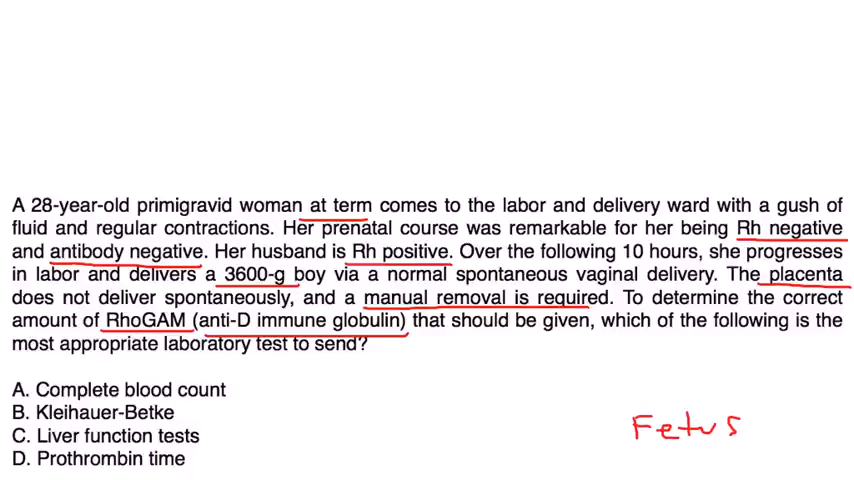 A 28-year-old primigravid woman at term comes to the labor and delivery ward with a gush of
fluid and regular contractions. Her prenatal course was remarkable for her being Rh negative
and antibody negative. Her husband is Rh positive. Over the following 10 hours, she progresses
in labor and delivers a 3600-g boy via a normal spontaneous vaginal delivery. The placenta
does not deliver spontaneously, and a manual removal is required. To determine the correct
amount of RhoGAM (anti-D immune globulin) that should be given, which of the following is the
most appropriate laboratory test to send?
A. Complete blood count
B. Kleihauer-Betke
C. Liver function tests
D. Prothrombin time
Fetus